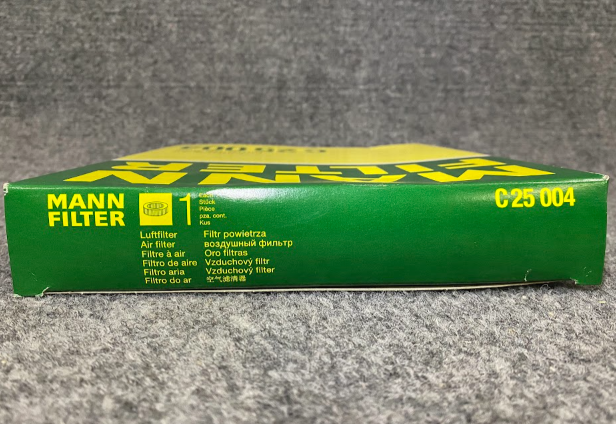 MANN
FILTER
1
Stück
Pièce
pza. cont.
Kus
C 25 004
Luftfilter
Air filter
Filtre à air
Filtro de aire
Filtro aria
Filtro do ar
Filtr powietrza
воздушный фильтр
Oro filtras
Vzduchový filtr
Vzduchový filter
空气滤清器
MANN
FILTER